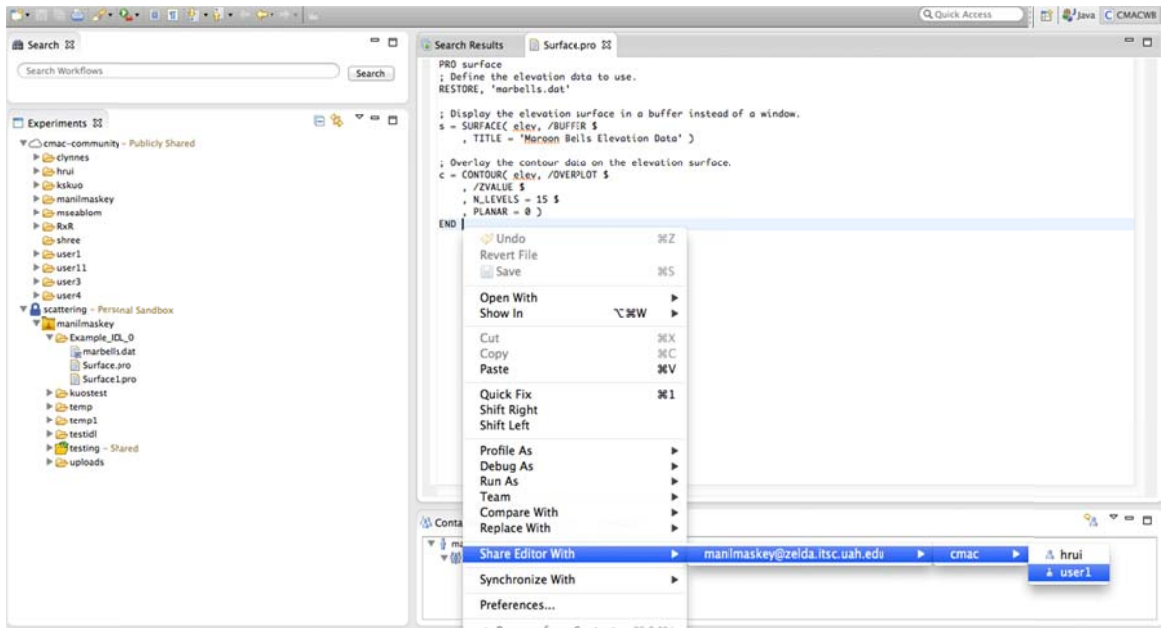 Quick Access
Java
CMACWB
Search
Search Workflows
Search
Experiments
cmac-community - Publicly Shared
clynnes
hrui
kskuo
manilmaskey
mseablom
RxR
shree
user1
user11
user3
user4
scattering - Personal Sandbox
manilmaskey
Example_IDL_0
marbells.dat
Surface.pro
Surface1.pro
kuostest
temp
temp1
testidl
testing - Shared
uploads
Search Results
Surface.pro
PRO surface
; Define the elevation data to use.
RESTORE, 'marbells.dat'
; Display the elevation surface in a buffer instead of a window.
s = SURFACE( elev, /BUFFER $
, TITLE = 'Maroon Bells Elevation Data' )
; Overlay the contour data on the elevation surface.
c = CONTOUR( elev, /OVERPLOT $
, /ZVALUE $
, N_LEVELS = 15 $
, PLANAR = 0 )
END
Undo ⌘Z
Revert File
Save ⌘S
Open With
Show In ⌥⌘W
Cut ⌘X
Copy ⌘C
Paste ⌘V
Quick Fix ⌘1
Shift Right
Shift Left
Profile As
Debug As
Run As
Team
Compare With
Replace With
Share Editor With
manilmaskey@zelda.itsc.uah.edu
cmac
hrui
user1
Synchronize With
Preferences...
Conta
ma